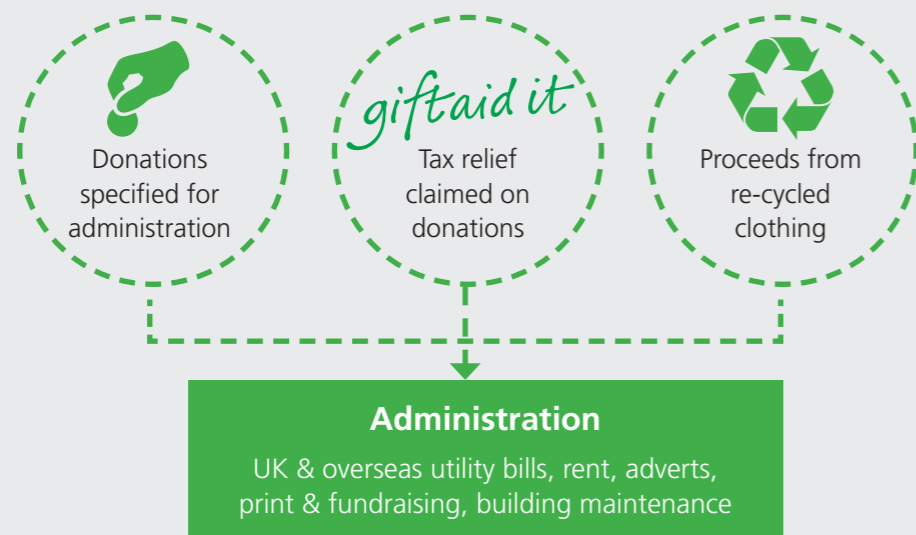 Donations
specified for
administration
giftaid it
Tax relief
claimed on
donations
Proceeds from
re-cycled
clothing
Administration
UK & overseas utility bills, rent, adverts,
print & fundraising, building maintenance